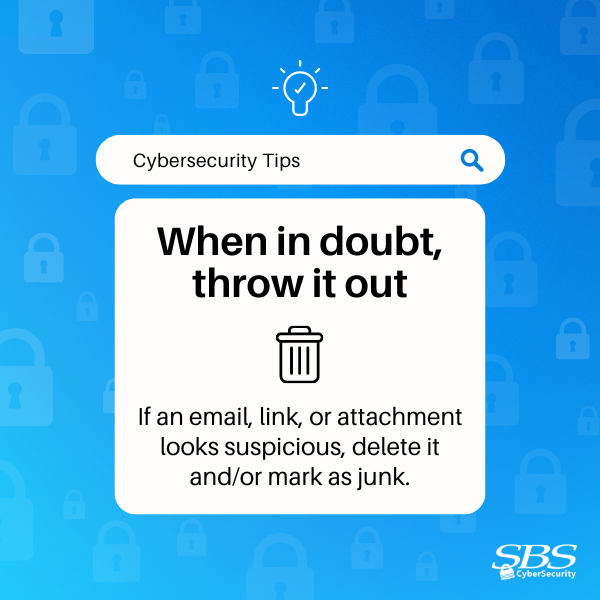 Cybersecurity Tips
When in doubt,
throw it out
If an email, link, or attachment
looks suspicious, delete it
and/or mark as junk.
SBS
CyberSecurity